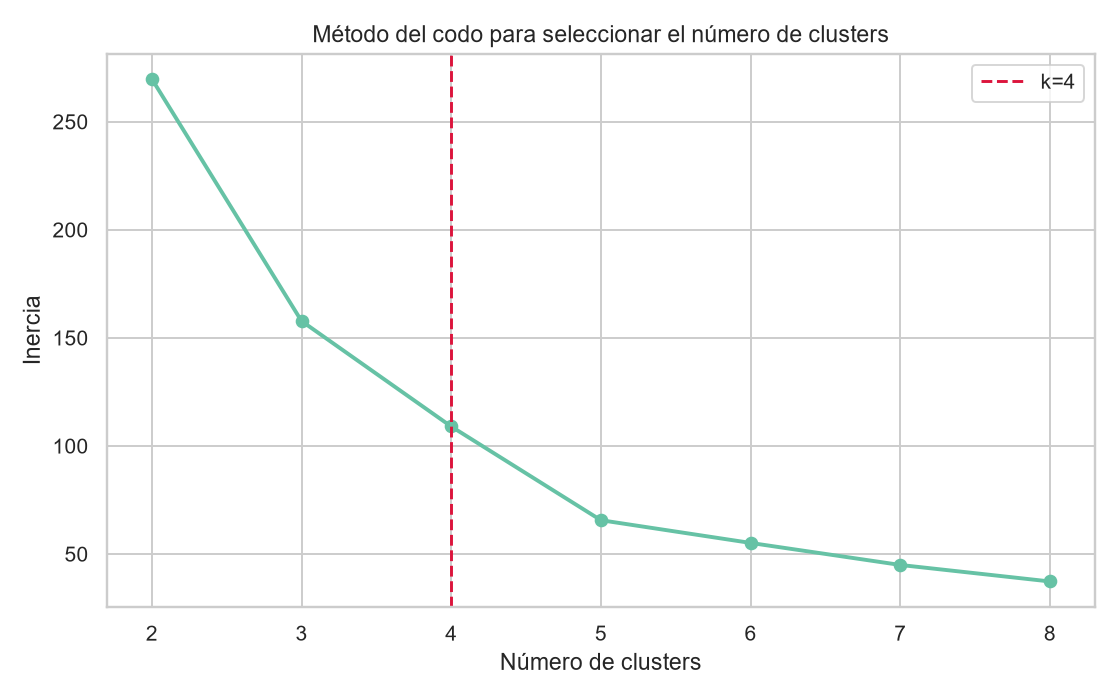 Método del codo para seleccionar el número de clusters
k=4
Inercia
250
200
150
100
50
2 3 4 5 6 7 8
Número de clusters